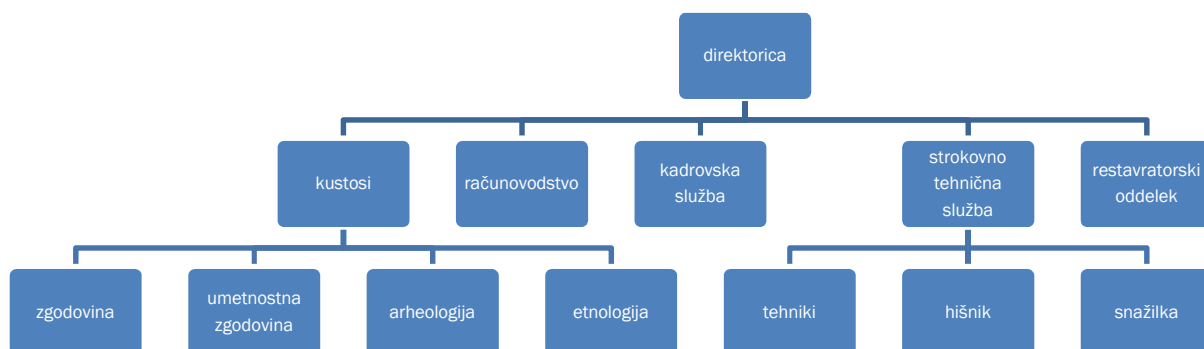 direktorica
kustosi
računovodstvo
kadrovska
služba
strokovno
tehnična
služba
restavratorski
oddelek
zgodovina
umetnostna
zgodovina
arheologija
etnologija
tehniki
hišnik
snažilka